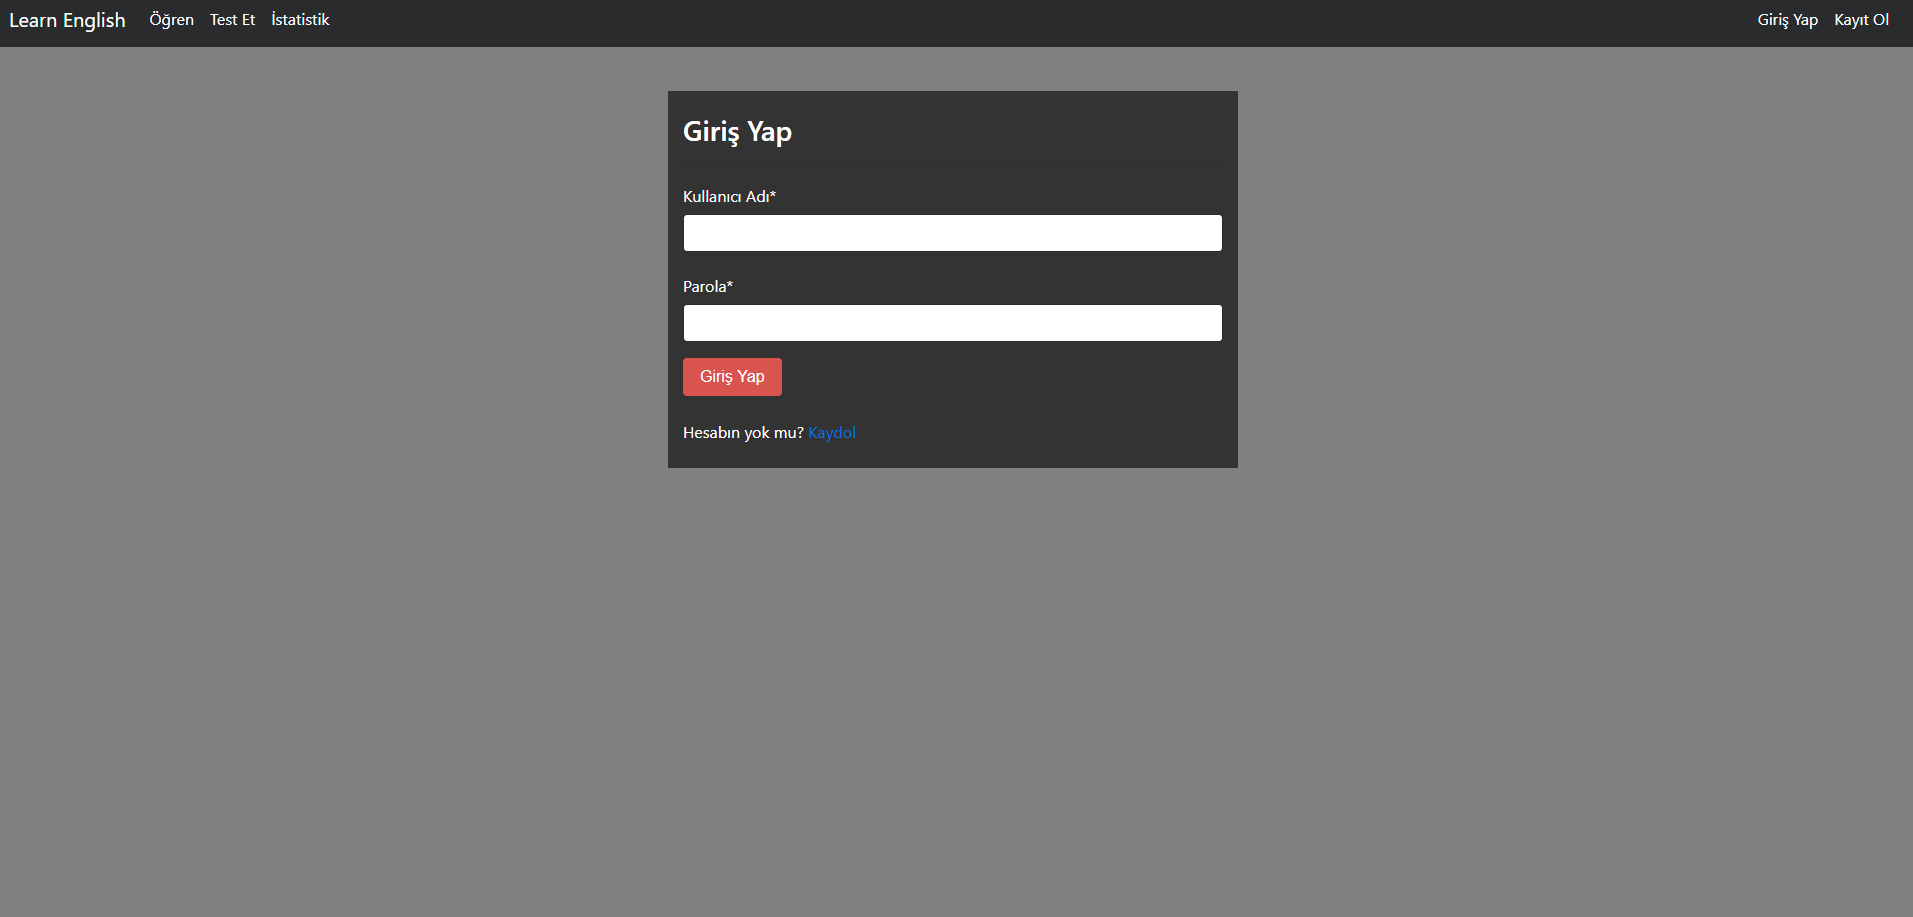 Learn English Öğren Test Et İstatistik Giriş Yap Kayıt Ol
Giriş Yap
Kullanıcı Adı*
Parola*
Giriş Yap
Hesabın yok mu? Kaydol